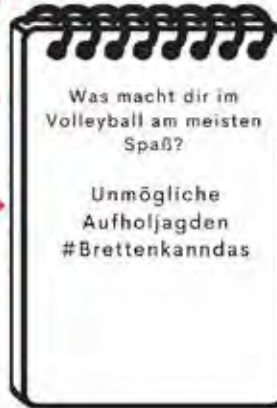 Was macht dir im
Volleyball am meisten
Spaß?
Unmögliche
Aufholjagden
#Brettenkanndas